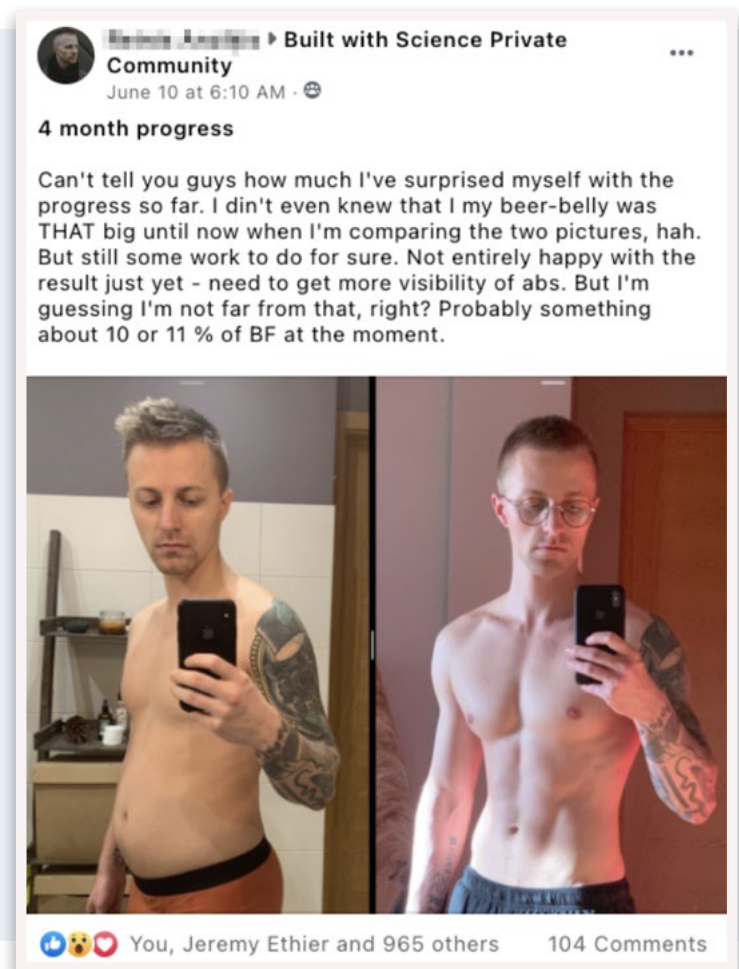 ▸ Built with Science Private
Community
June 10 at 6:10 AM ·
4 month progress
Can't tell you guys how much I've surprised myself with the
progress so far. I din't even knew that I my beer-belly was
THAT big until now when I'm comparing the two pictures, hah.
But still some work to do for sure. Not entirely happy with the
result just yet - need to get more visibility of abs. But I'm
guessing I'm not far from that, right? Probably something
about 10 or 11 % of BF at the moment.
You, Jeremy Ethier and 965 others 104 Comments